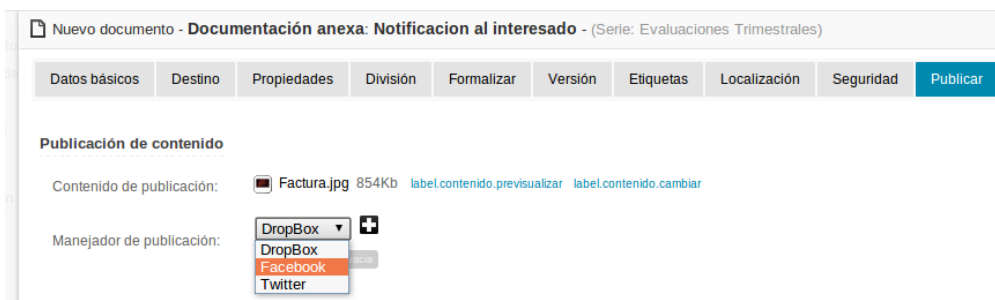 Nuevo documento - Documentación anexa: Notificacion al interesado - (Serie: Evaluaciones Trimestrales)
Datos básicos Destino Propiedades División Formalizar Versión Etiquetas Localización Seguridad Publicar
Publicación de contenido
Contenido de publicación: Factura.jpg 854Kb label.contenido.previsualizar label.contenido.cambiar
Manejador de publicación: DropBox
DropBox
Facebook
Twitter